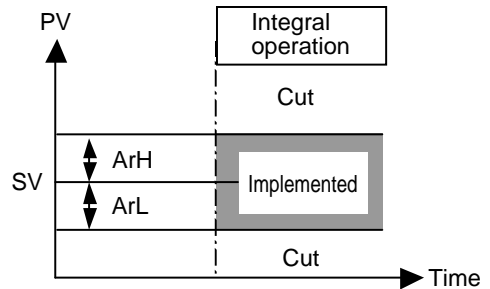 PV
Integral
operation
Cut
ArH
SV
Implemented
ArL
Cut
Time